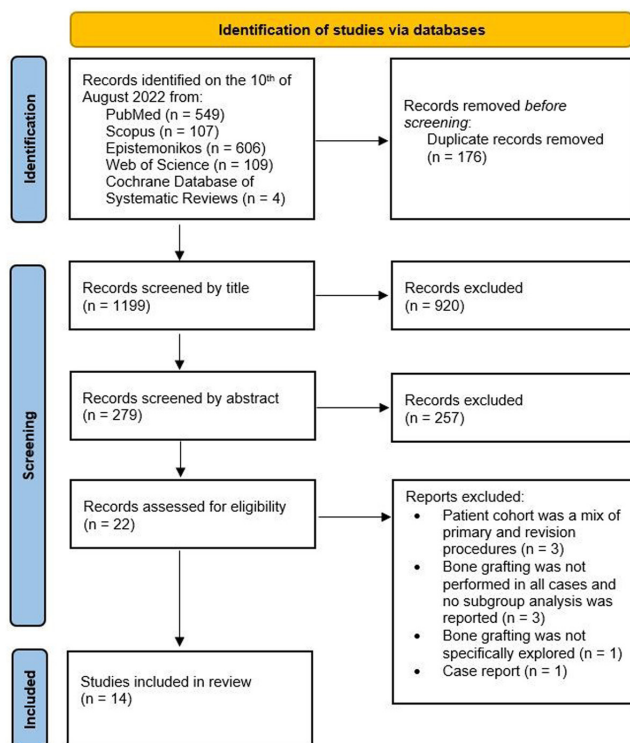 Identification of studies via databases
Identification
Records identified on the 10th of
August 2022 from:
PubMed (n = 549)
Scopus (n = 107)
Epistemonikos (n = 606)
Web of Science (n = 109)
Cochrane Database of
Systematic Reviews (n = 4)
Records removed before
screening:
Duplicate records removed
(n = 176)
Screening
Records screened by title
(n = 1199)
Records excluded
(n = 920)
Records screened by abstract
(n = 279)
Records excluded
(n = 257)
Records assessed for eligibility
(n = 22)
Reports excluded:
• Patient cohort was a mix of
primary and revision
procedures (n = 3)
• Bone grafting was not
performed in all cases and
no subgroup analysis was
reported (n = 3)
• Bone grafting was not
specifically explored (n = 1)
• Case report (n = 1)
Included
Studies included in review
(n = 14)